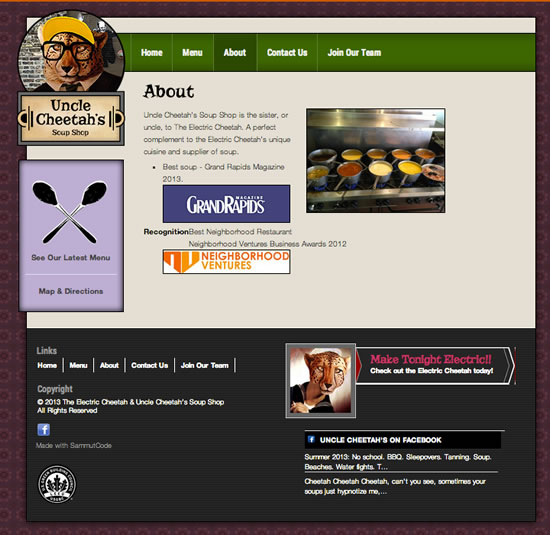 Home
Menu
About
Contact Us
Join Our Team
Uncle
Cheetah's
Soup Shop
About
Uncle Cheetah's Soup Shop is the sister, or
uncle, to The Electric Cheetah. A perfect
complement to the Electric Cheetah's unique
cuisine and supplier of soup.
• Best soup - Grand Rapids Magazine
2013.
MAGAZINE
GRANDRAPIDS
Recognition Best Neighborhood Restaurant
Neighborhood Ventures Business Awards 2012
NEIGHBORHOOD
VENTURES
See Our Latest Menu
Map & Directions
Links
Home
Menu
About
Contact Us
Join Our Team
Copyright
© 2013 The Electric Cheetah & Uncle Cheetah's Soup Shop
All Rights Reserved
Made with SammutCode
Make Tonight Electric!!
Check out the Electric Cheetah today!
UNCLE CHEETAH'S ON FACEBOOK
Summer 2013: No school. BBQ. Sleepovers. Tanning. Soup.
Beaches. Water fights. T...
Cheetah Cheetah Cheetah, can't you see, sometimes your
soups just hypnotize me,...